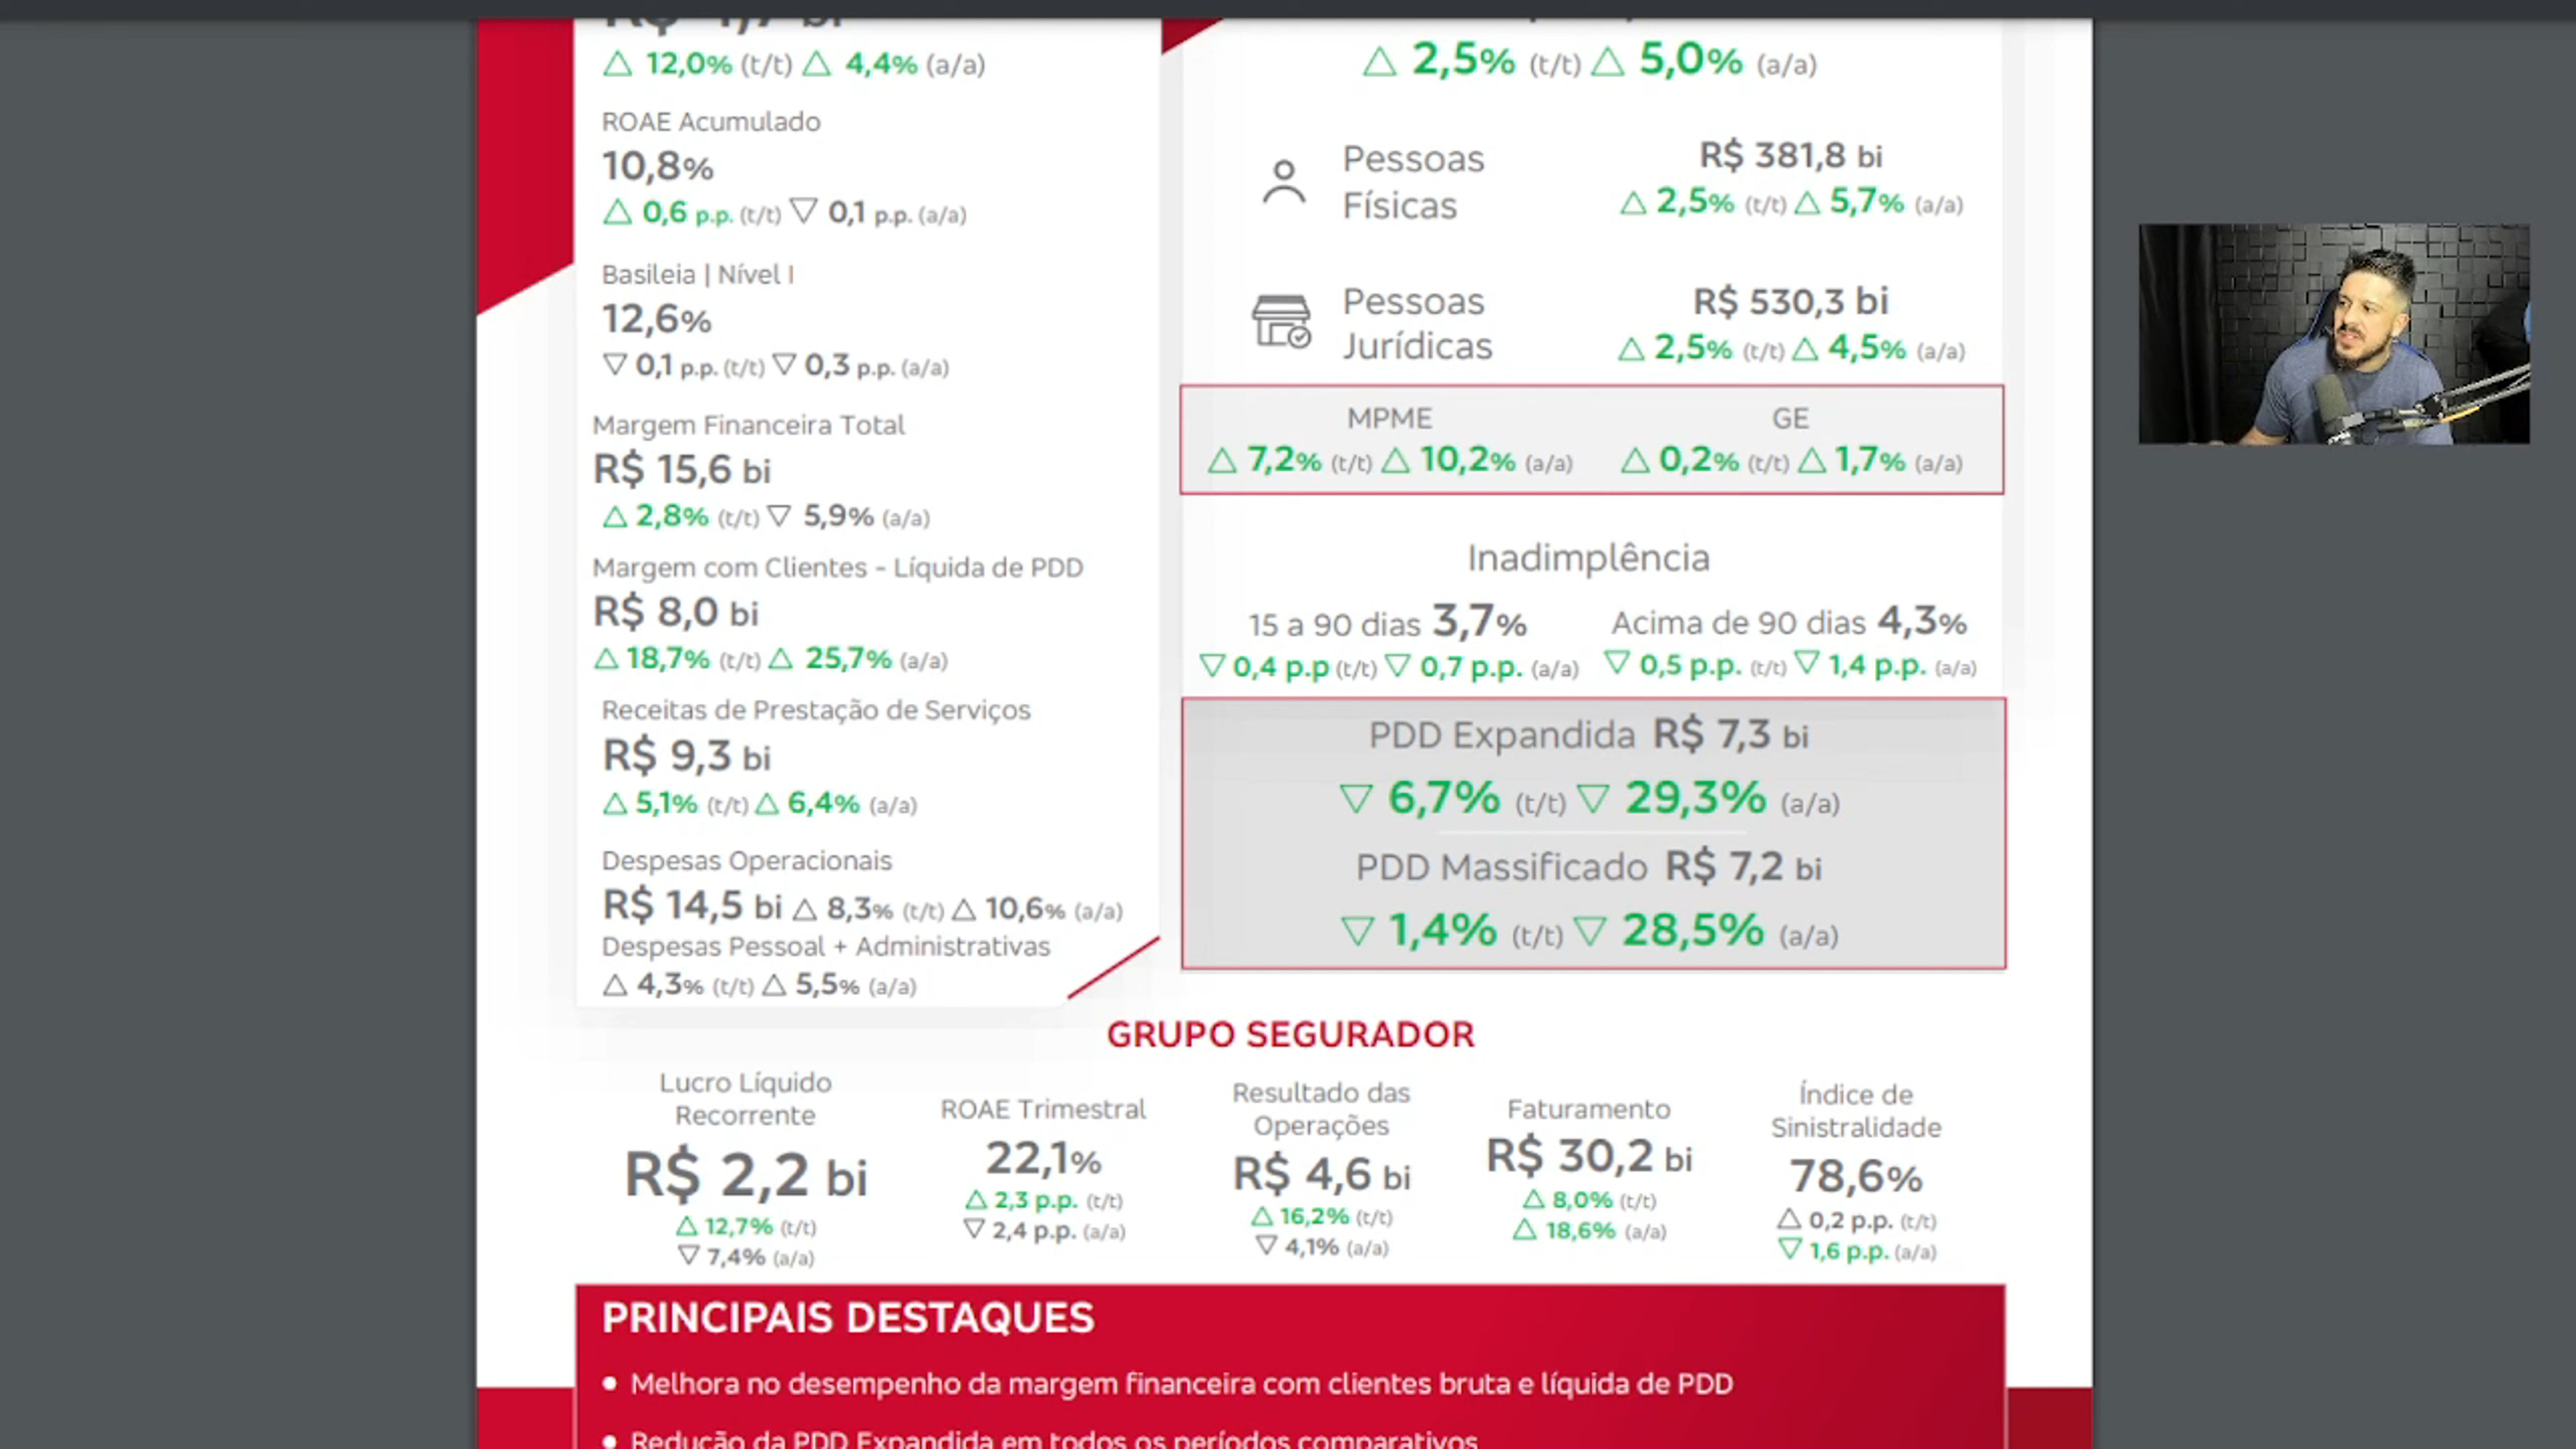 △ 12,0% (t/t) △ 4,4% (a/a)
ROAE Acumulado
10,8%
△ 0,6 p.p. (t/t) ▽ 0,1 p.p. (a/a)
Basileia | Nível I
12,6%
▽ 0,1 p.p. (t/t) ▽ 0,3 p.p. (a/a)
Margem Financeira Total
R$ 15,6 bi
△ 2,8% (t/t) ▽ 5,9% (a/a)
Margem com Clientes - Líquida de PDD
R$ 8,0 bi
△ 18,7% (t/t) △ 25,7% (a/a)
Receitas de Prestação de Serviços
R$ 9,3 bi
△ 5,1% (t/t) △ 6,4% (a/a)
Despesas Operacionais
R$ 14,5 bi △ 8,3% (t/t) △ 10,6% (a/a)
Despesas Pessoal + Administrativas
△ 4,3% (t/t) △ 5,5% (a/a)
△ 2,5% (t/t) △ 5,0% (a/a)
Pessoas
Físicas
R$ 381,8 bi
△ 2,5% (t/t) △ 5,7% (a/a)
Pessoas
Jurídicas
R$ 530,3 bi
△ 2,5% (t/t) △ 4,5% (a/a)
MPME
△ 7,2% (t/t) △ 10,2% (a/a)
GE
△ 0,2% (t/t) △ 1,7% (a/a)
Inadimplência
15 a 90 dias 3,7%
▽ 0,4 p.p (t/t) ▽ 0,7 p.p. (a/a)
Acima de 90 dias 4,3%
▽ 0,5 p.p. (t/t) ▽ 1,4 p.p. (a/a)
PDD Expandida R$ 7,3 bi
▽ 6,7% (t/t) ▽ 29,3% (a/a)
PDD Massificado R$ 7,2 bi
▽ 1,4% (t/t) ▽ 28,5% (a/a)
GRUPO SEGURADOR
Lucro Líquido
Recorrente
R$ 2,2 bi
△ 12,7% (t/t)
▽ 7,4% (a/a)
ROAE Trimestral
22,1%
△ 2,3 p.p. (t/t)
▽ 2,4 p.p. (a/a)
Resultado das
Operações
R$ 4,6 bi
△ 16,2% (t/t)
▽ 4,1% (a/a)
Faturamento
R$ 30,2 bi
△ 8,0% (t/t)
△ 18,6% (a/a)
Índice de
Sinistralidade
78,6%
△ 0,2 p.p. (t/t)
▽ 1,6 p.p. (a/a)
PRINCIPAIS DESTAQUES
• Melhora no desempenho da margem financeira com clientes bruta e líquida de PDD
• Redução da PDD Expandida em todos os períodos comparativos